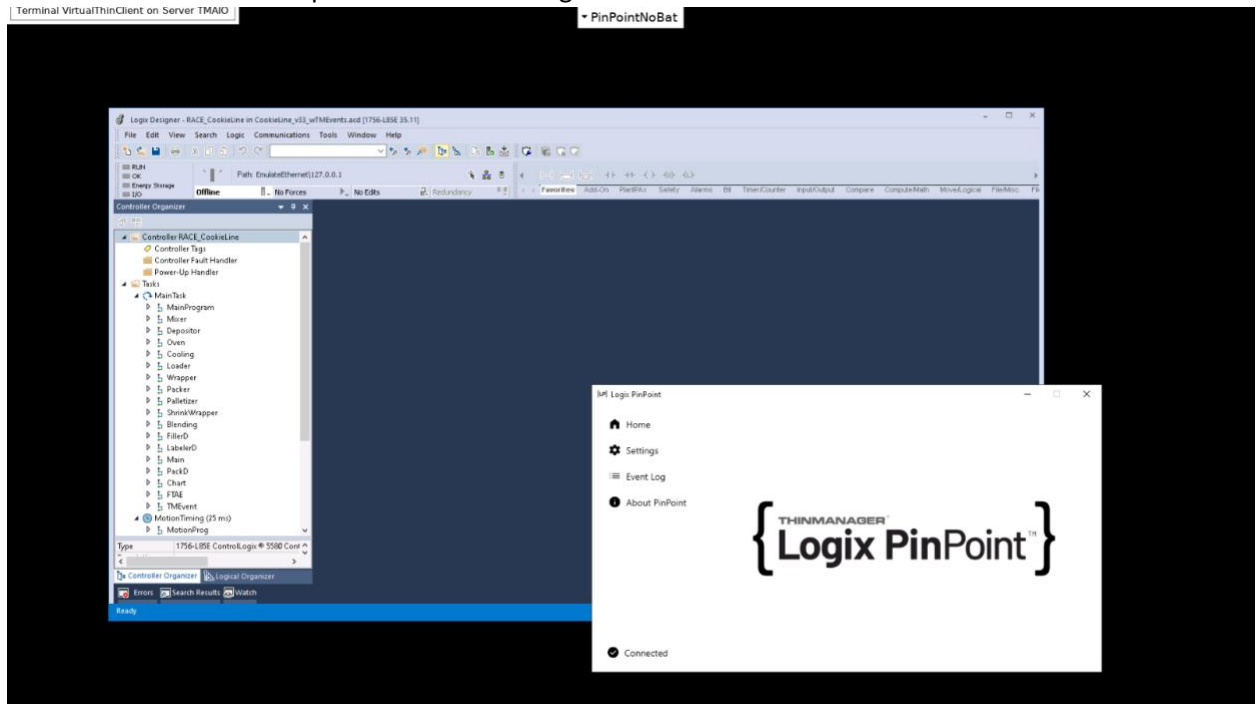 Terminal VirtualThinClient on Server TMAIO
PinPointNoBat
Logix Designer - RACE_CookieLine in CookieLine_v33_wTMEvents.acd [1756-L85E 35.11]
File Edit View Search Logic Communications Tools Window Help
RUN
OK
Energy Storage
I/O
Path: EmulateEthernet\127.0.0.1
Offline No Forces No Edits Redundancy
Favorites Add-On PlantPAx Safety Alarms Bit Timer/Counter Input/Output Compare Compute/Math Move/Logical File/Misc.
Controller Organizer
Controller RACE_CookieLine
Controller Tags
Controller Fault Handler
Power-Up Handler
Tasks
MainTask
MainProgram
Mixer
Depositor
Oven
Cooling
Loader
Wrapper
Packer
Palletizer
ShrinkWrapper
Blending
FillerD
LabelerD
Main
PackD
Chart
FTAE
TMEvent
MotionTiming (25 ms)
MotionProg
Type 1756-L85E ControlLogix® 5580 Cont
Controller Organizer Logical Organizer
Errors Search Results Watch
Ready
Logix PinPoint
Home
Settings
Event Log
About PinPoint
THINMANAGER®
{Logix PinPoint™}
Connected